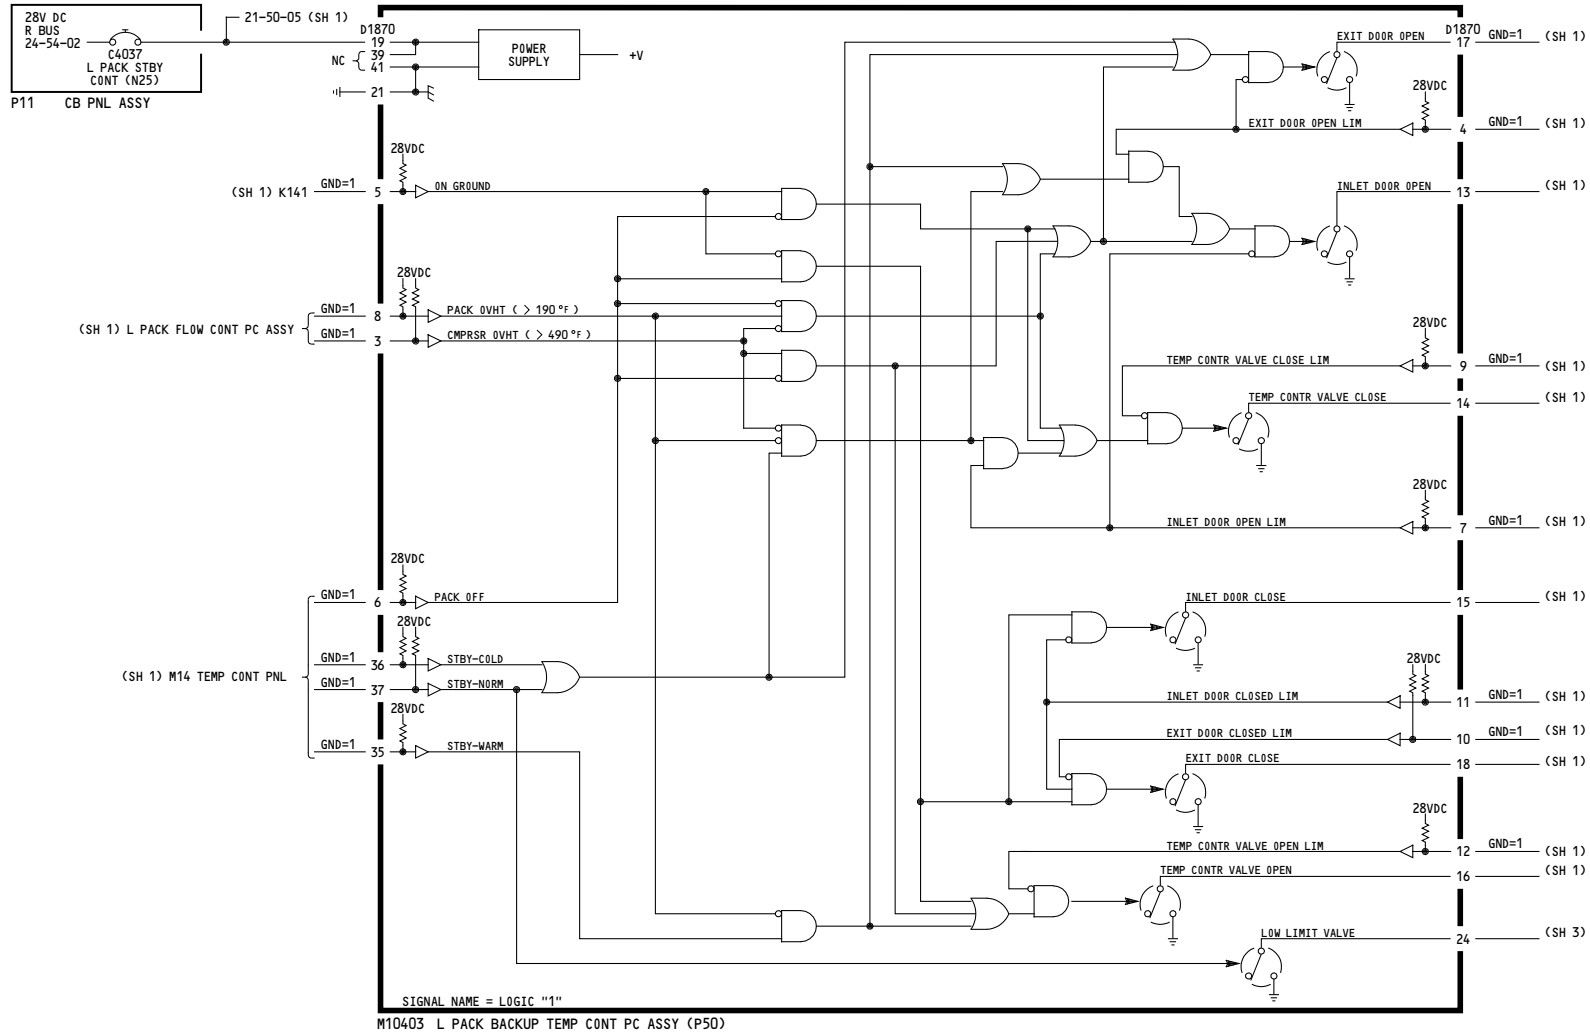 28V DC
R BUS
24-54-02
C4037
L PACK STBY
CONT (N25)
P11 CB PNL ASSY
21-50-05 (SH 1)
D1870
19
39
41
NC
21
POWER
SUPPLY
+V
28VDC
(SH 1) K141
GND=1
5
ON GROUND
28VDC
(SH 1) L PACK FLOW CONT PC ASSY
GND=1
8
PACK OVHT ( > 190 °F )
GND=1
3
CMPRSR OVHT ( > 490 °F )
28VDC
GND=1
6
PACK OFF
28VDC
(SH 1) M14 TEMP CONT PNL
GND=1
36
STBY-COLD
GND=1
37
STBY-NORM
28VDC
GND=1
35
STBY-WARM
D1870
EXIT DOOR OPEN
17
GND=1
(SH 1)
28VDC
EXIT DOOR OPEN LIM
4
GND=1
(SH 1)
INLET DOOR OPEN
13
(SH 1)
28VDC
TEMP CONTR VALVE CLOSE LIM
9
GND=1
(SH 1)
TEMP CONTR VALVE CLOSE
14
(SH 1)
28VDC
INLET DOOR OPEN LIM
7
GND=1
(SH 1)
INLET DOOR CLOSE
15
(SH 1)
28VDC
INLET DOOR CLOSED LIM
11
GND=1
(SH 1)
EXIT DOOR CLOSED LIM
10
GND=1
(SH 1)
EXIT DOOR CLOSE
18
(SH 1)
28VDC
TEMP CONTR VALVE OPEN LIM
12
GND=1
(SH 1)
TEMP CONTR VALVE OPEN
16
(SH 1)
LOW LIMIT VALVE
24
(SH 3)
SIGNAL NAME = LOGIC "1"
M10403 L PACK BACKUP TEMP CONT PC ASSY (P50)